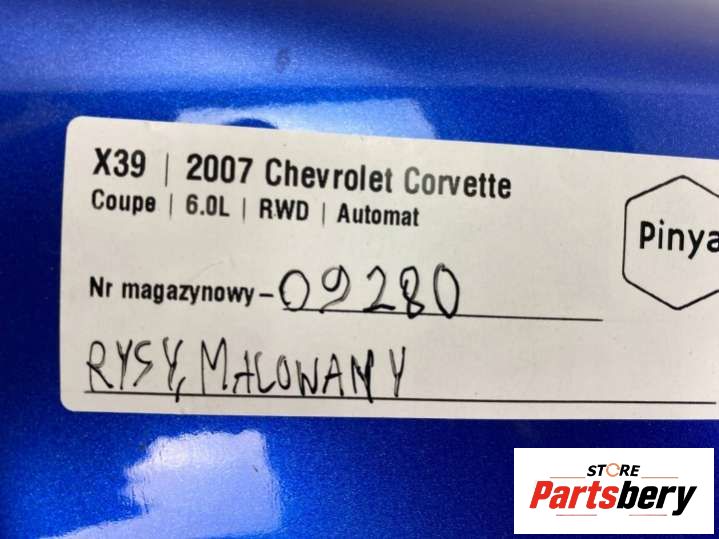 X39 | 2007 Chevrolet Corvette
Coupe | 6.0L | RWD | Automat
Pinya
Nr magazynowy – 09280
RYSY, MALOWANY
STORE
Partsbery